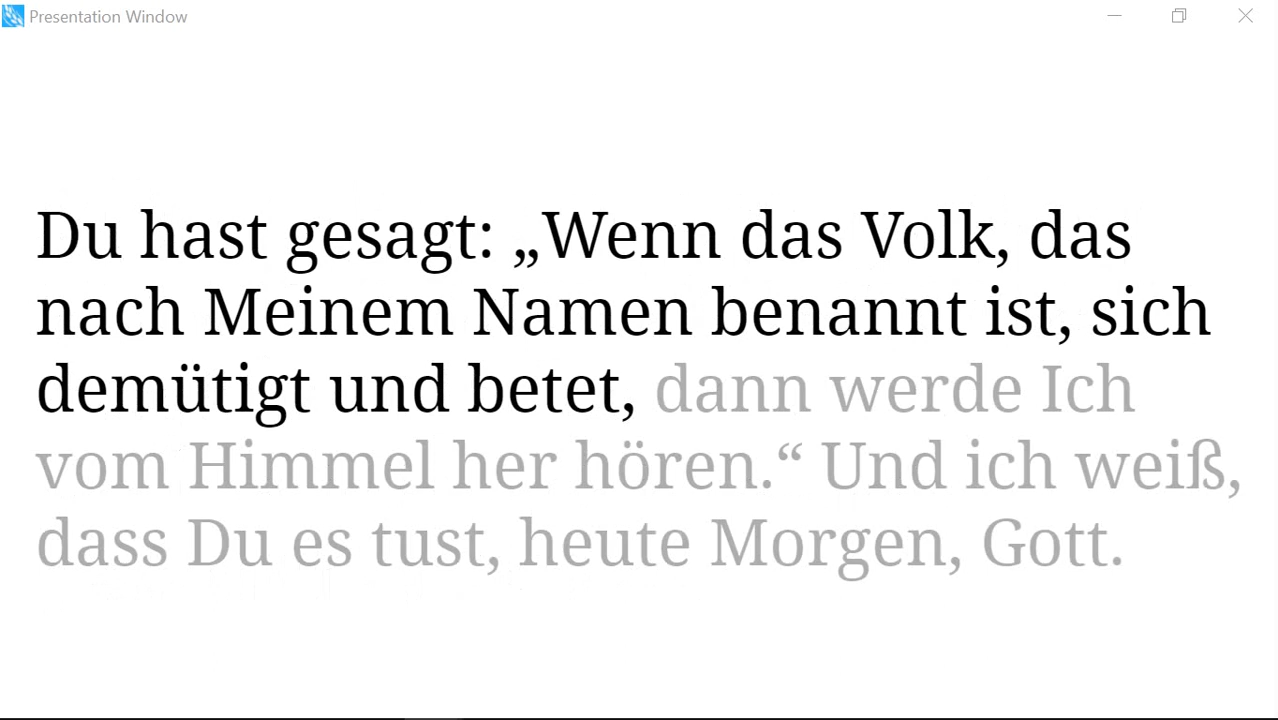 Presentation Window
Du hast gesagt: „Wenn das Volk, das
nach Meinem Namen benannt ist, sich
demütigt und betet, dann werde Ich
vom Himmel her hören.“ Und ich weiß,
dass Du es tust, heute Morgen, Gott.